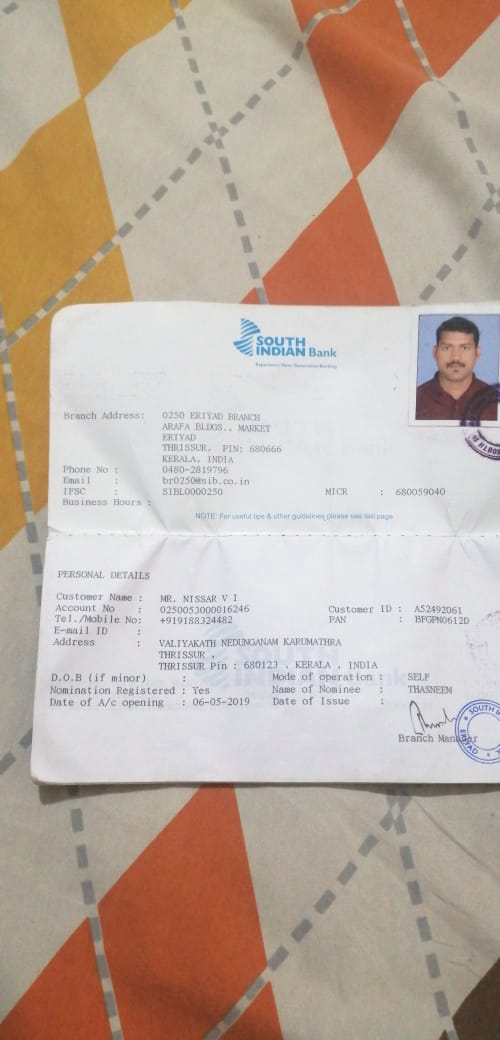 SOUTH
INDIAN Bank
Experience Next Generation Banking
Branch Address: 0250 ERIYAD BRANCH
ARAFA BLDGS., MARKET
ERIYAD
THRISSUR, PIN: 680666
KERALA, INDIA
Phone No : 0480-2819796
Email : br0250@sib.co.in
IFSC : SIBL0000250 MICR : 680059040
Business Hours :
NOTE: For useful tips & other guidelines please see last page
PERSONAL DETAILS
Customer Name : MR. NISSAR V I
Account No : 0250053000016246 Customer ID : A52492061
Tel./Mobile No: +919188324482 PAN : BFGPN0612D
E-mail ID :
Address : VALIYAKATH NEDUNGANAM KARUMATHRA
THRISSUR ,
THRISSUR Pin : 680123 , KERALA , INDIA
D.O.B (if minor) : Mode of operation : SELF
Nomination Registered : Yes Name of Nominee : THASNEEM
Date of A/c opening : 06-05-2019 Date of Issue :
Branch Manager
SOUTH I
ERIYAD